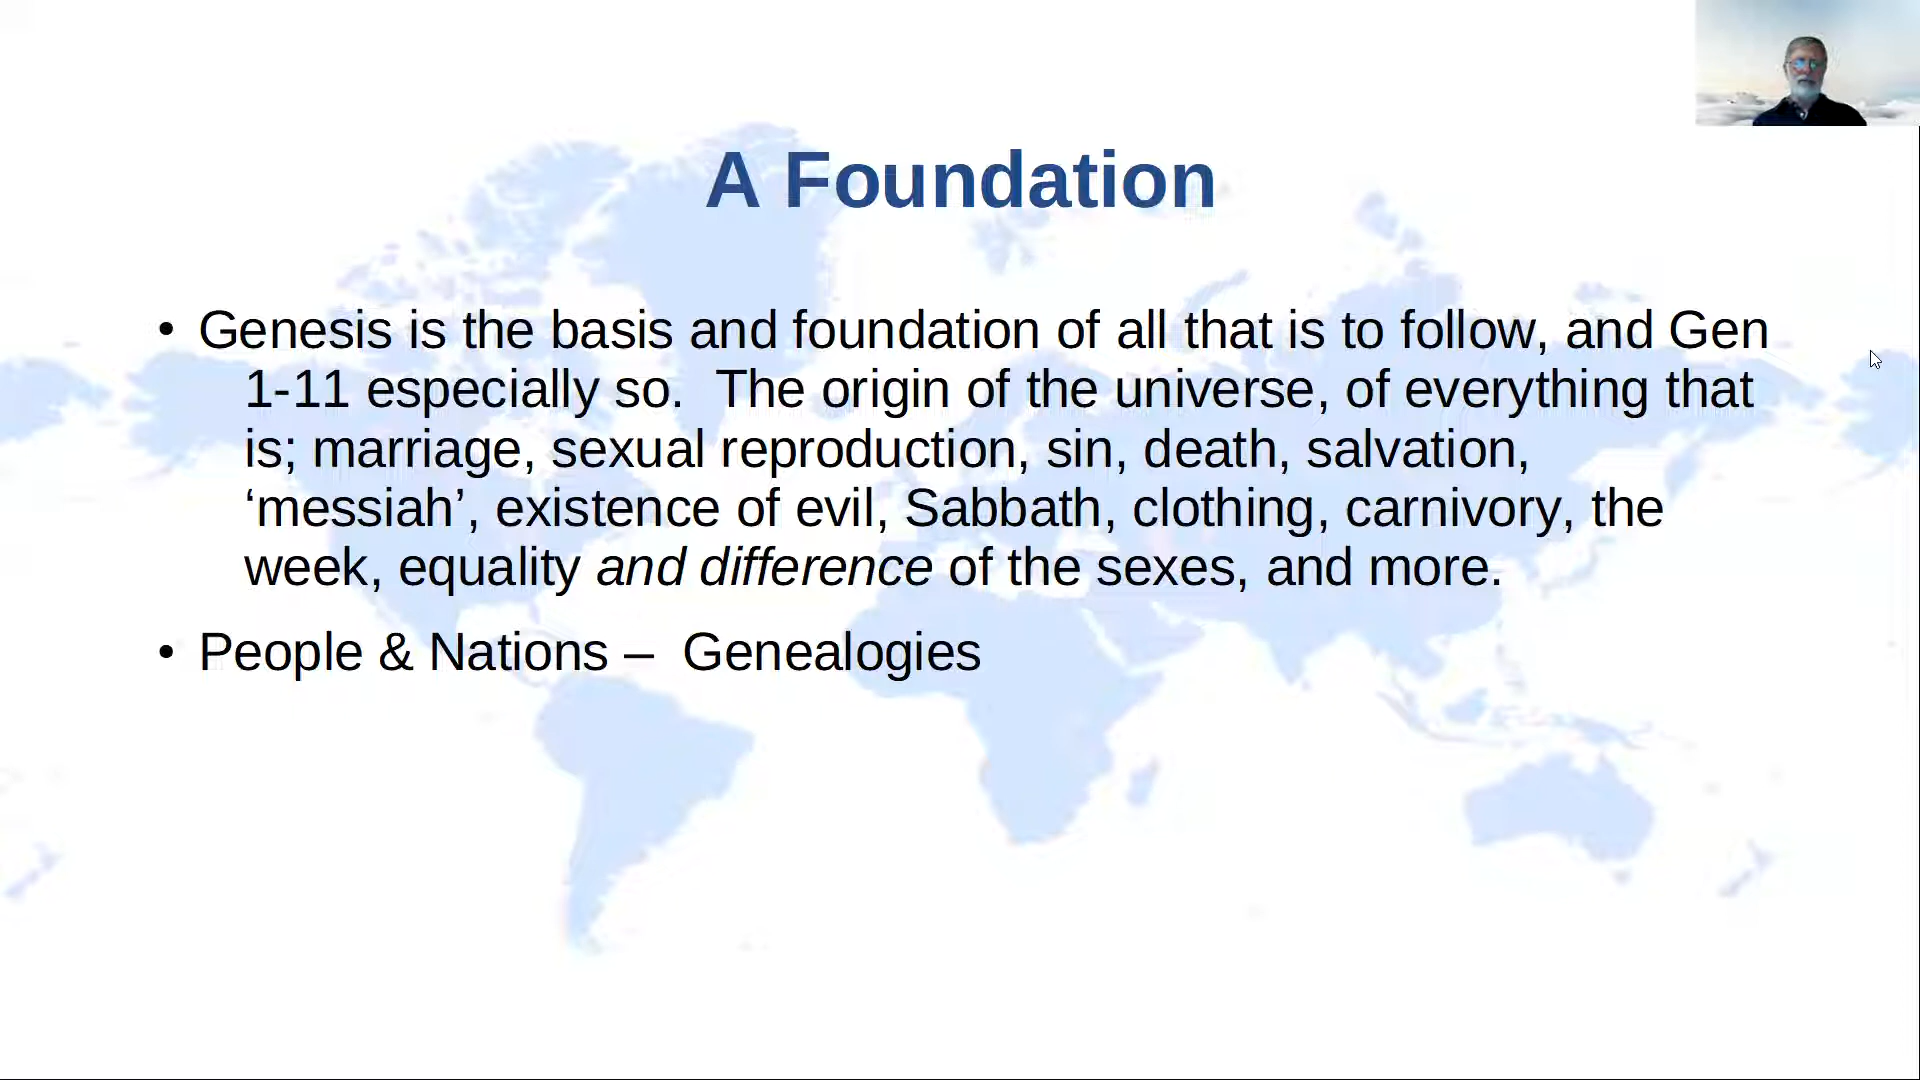 A Foundation
• Genesis is the basis and foundation of all that is to follow, and Gen
1-11 especially so.  The origin of the universe, of everything that
is; marriage, sexual reproduction, sin, death, salvation,
‘messiah’, existence of evil, Sabbath, clothing, carnivory, the
week, equality and difference of the sexes, and more.
• People & Nations –  Genealogies